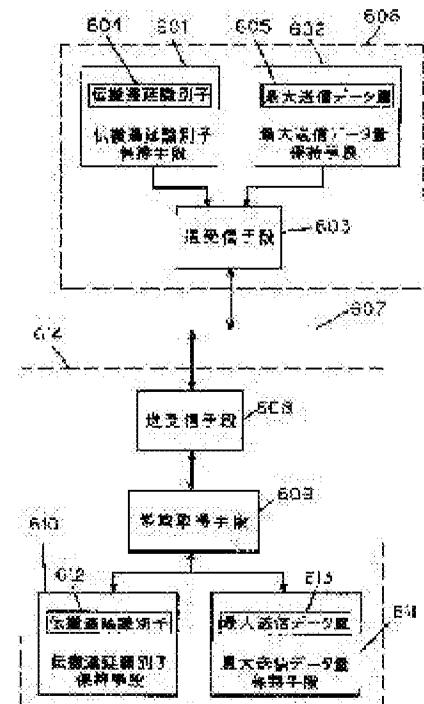 604
601
602
606
605
伝搬遅延識別子
最大送信データ量
伝搬遅延識別子
保持手段
最大送信データ量
保持手段
送受信手段
603
607
612
送受信手段
608
609
610
612
613
611
伝搬遅延識別子
最大送信データ量
伝搬遅延識別子
保持手段
最大送信データ量
保持手段